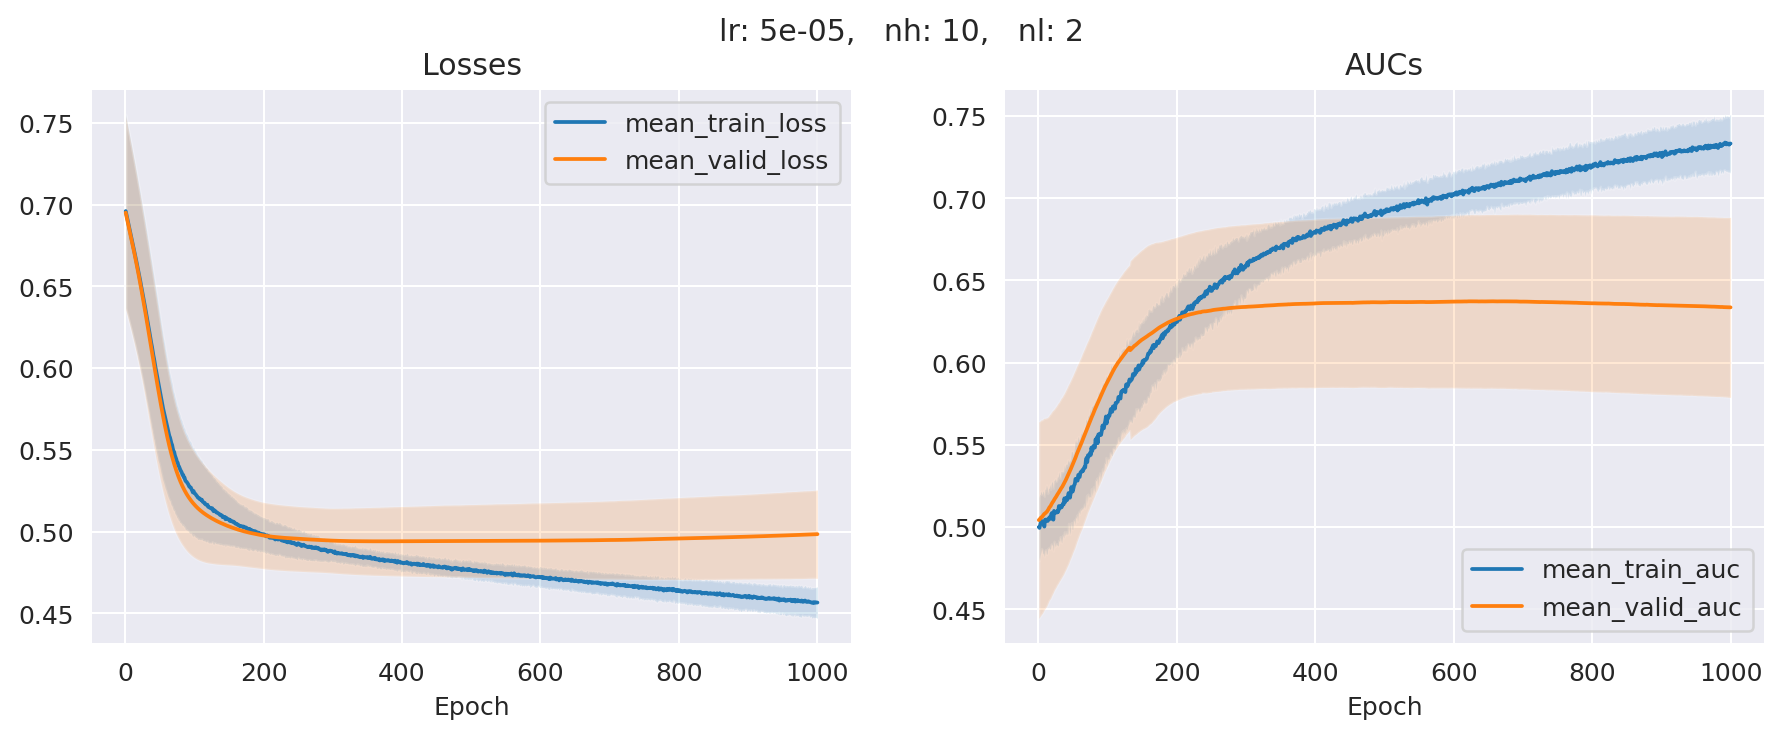 lr: 5e-05,   nh: 10,   nl: 2
Losses
0.75
0.70
0.65
0.60
0.55
0.50
0.45
mean_train_loss
mean_valid_loss
0 200 400 600 800 1000
Epoch
AUCs
0.75
0.70
0.65
0.60
0.55
0.50
0.45
mean_train_auc
mean_valid_auc
0 200 400 600 800 1000
Epoch